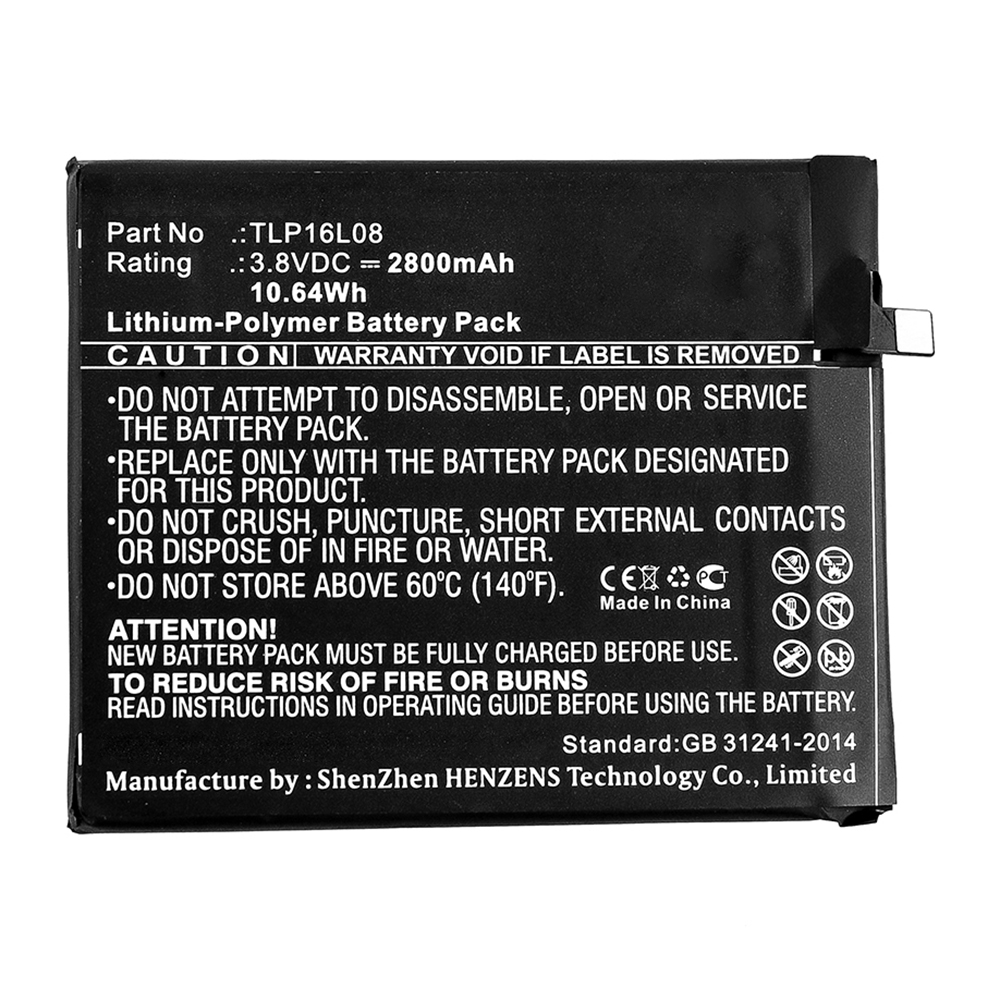 Part No .:TLP16L08
Rating .:3.8VDC ⎓ 2800mAh
10.64Wh
Lithium-Polymer Battery Pack
CAUTION WARRANTY VOID IF LABEL IS REMOVED
•DO NOT ATTEMPT TO DISASSEMBLE, OPEN OR SERVICE
THE BATTERY PACK.
•REPLACE ONLY WITH THE BATTERY PACK DESIGNATED
FOR THIS PRODUCT.
•DO NOT CRUSH, PUNCTURE, SHORT EXTERNAL CONTACTS
OR DISPOSE OF IN FIRE OR WATER.
•DO NOT STORE ABOVE 60ºC (140ºF).
CE PCT
Made In China
ATTENTION!
NEW BATTERY PACK MUST BE FULLY CHARGED BEFORE USE.
Pb
TO REDUCE RISK OF FIRE OR BURNS
READ INSTRUCTIONS IN OPERATING GUIDE BEFORE USING THE BATTERY.
Standard:GB 31241-2014
Manufacture by : ShenZhen HENZENS Technology Co., Limited